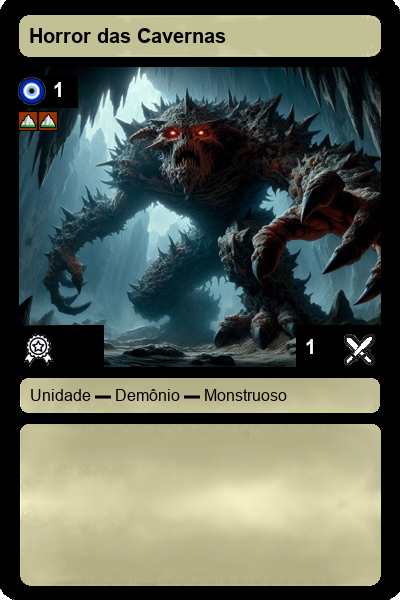 Horror das Cavernas
1
1
Unidade — Demônio — Monstruoso